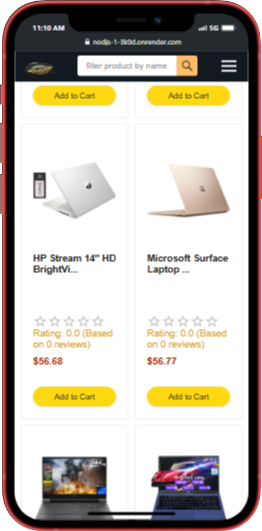 11:10 AM
5G
nodjs-1-3k0d.onrender.com
filter product by name
Add to Cart
Add to Cart
HP Stream 14" HD
BrightVi...
Microsoft Surface
Laptop ...
Rating: 0.0 (Based
on 0 reviews)
Rating: 0.0 (Based
on 0 reviews)
$56.68
$56.77
Add to Cart
Add to Cart